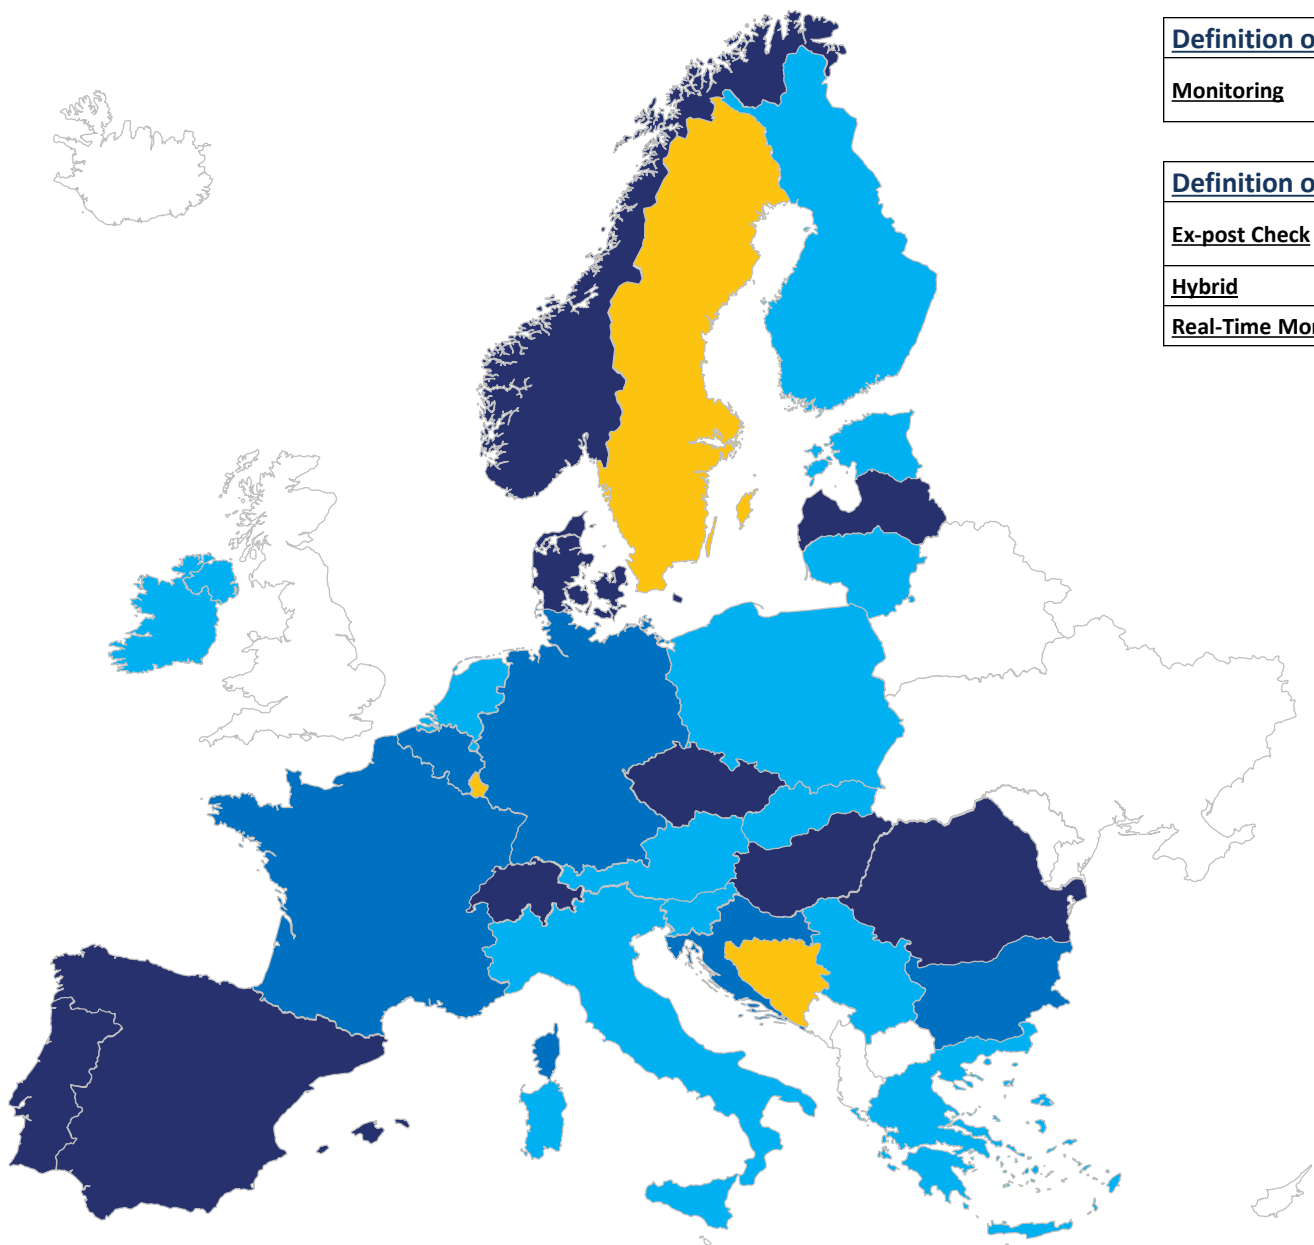 Definition o
Monitoring
Definition o
Ex-post Check
Hybrid
Real-Time Mo